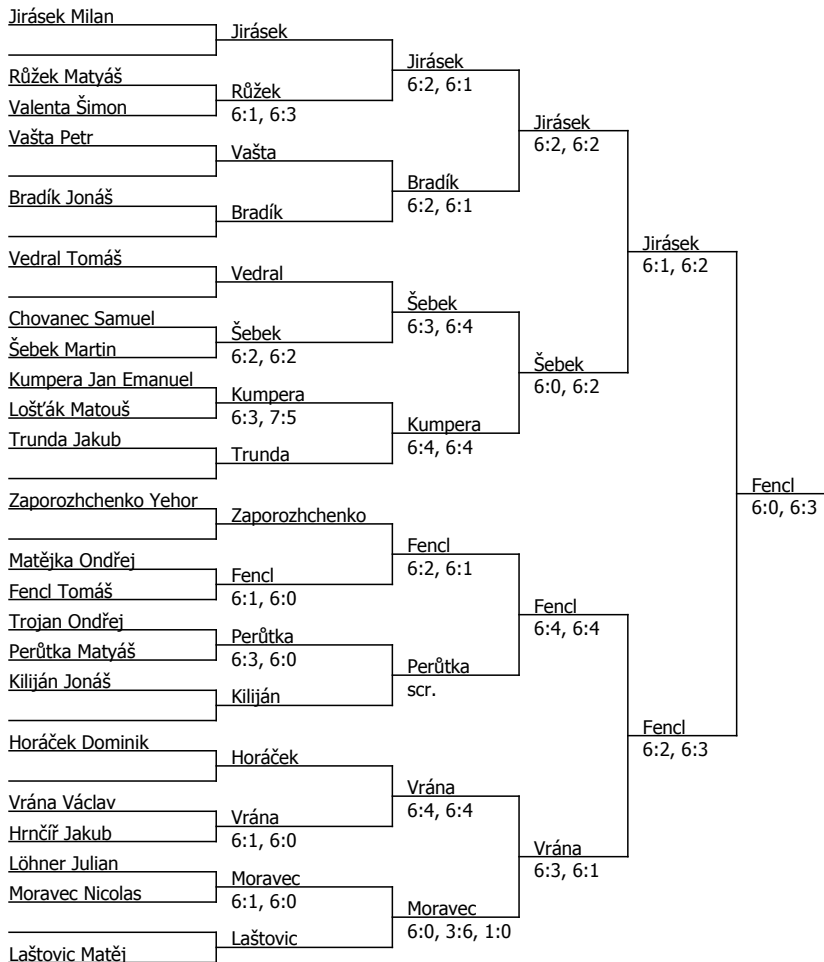 Jirásek Milan
Růžek Matyáš
Valenta Šimon
Vašta Petr
Bradík Jonáš
Vedral Tomáš
Chovanec Samuel
Šebek Martin
Kumpera Jan Emanuel
Lošťák Matouš
Trunda Jakub
Zaporozhchenko Yehor
Matějka Ondřej
Fencl Tomáš
Trojan Ondřej
Perůtka Matyáš
Kiliján Jonáš
Horáček Dominik
Vrána Václav
Hrnčíř Jakub
Löhner Julian
Moravec Nicolas
Laštovic Matěj
Jirásek
Růžek
6:1, 6:3
Vašta
Bradík
Vedral
Šebek
6:2, 6:2
Kumpera
6:3, 7:5
Trunda
Zaporozhchenko
Fencl
6:1, 6:0
Perůtka
6:3, 6:0
Kiliján
Horáček
Vrána
6:1, 6:0
Moravec
6:1, 6:0
Laštovic
Jirásek
6:2, 6:1
Bradík
6:2, 6:1
Šebek
6:3, 6:4
Kumpera
6:4, 6:4
Fencl
6:2, 6:1
Perůtka
scr.
Vrána
6:4, 6:4
Moravec
6:0, 3:6, 1:0
Jirásek
6:2, 6:2
Šebek
6:0, 6:2
Fencl
6:4, 6:4
Vrána
6:3, 6:1
Jirásek
6:1, 6:2
Fencl
6:2, 6:3
Fencl
6:0, 6:3